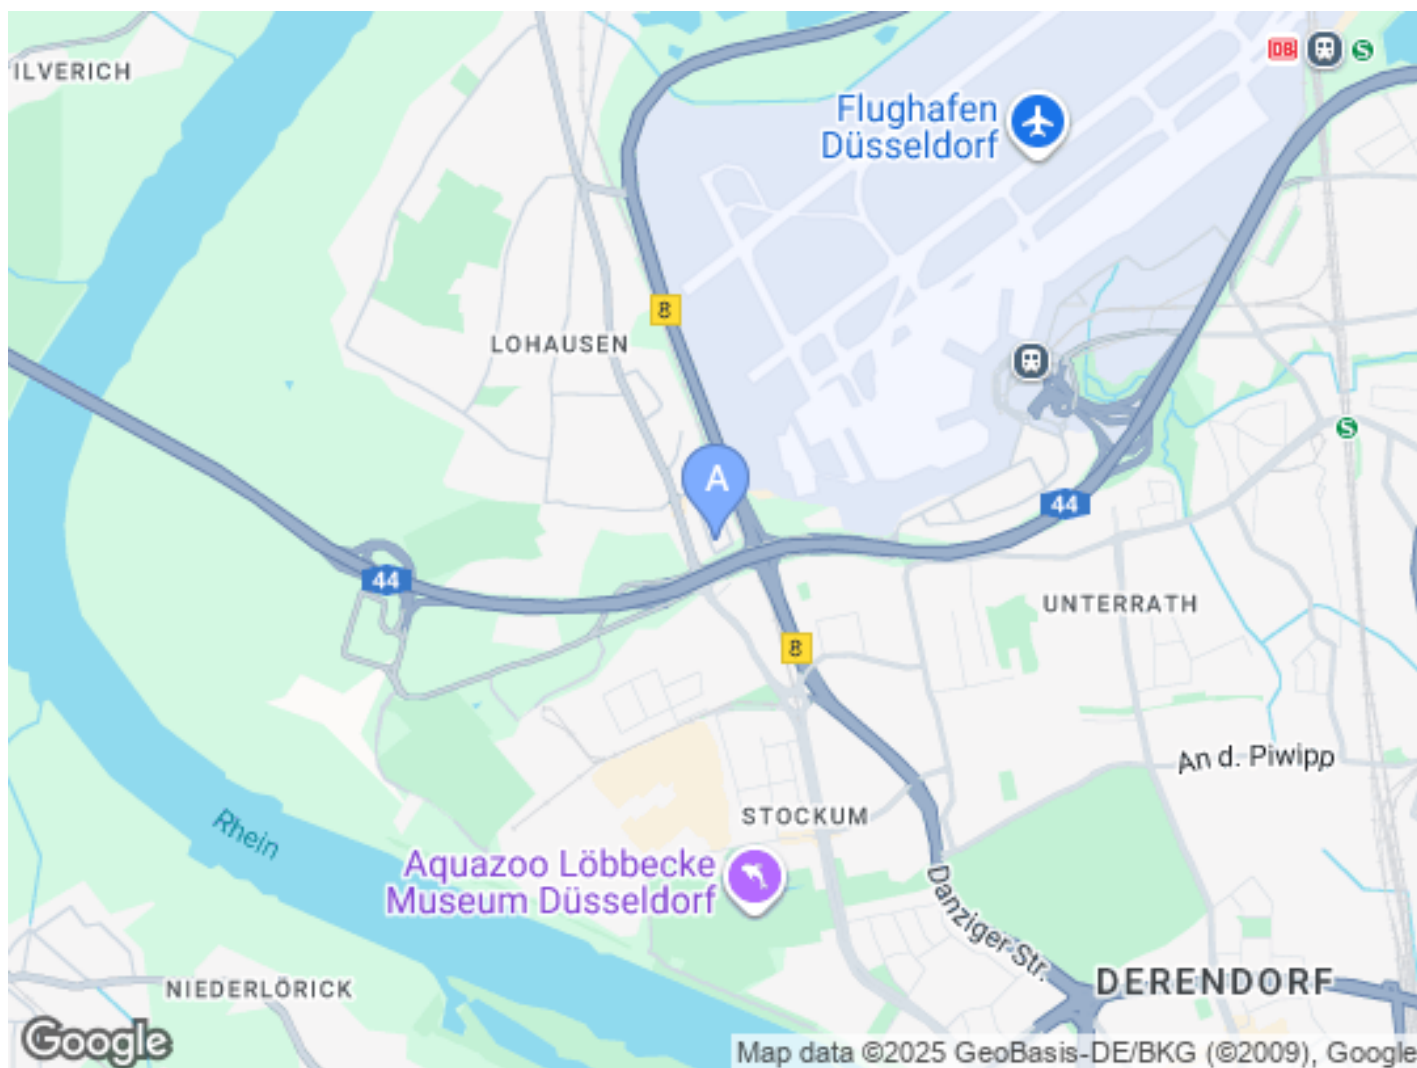 ILVERICH
DB
S
Flughafen
Düsseldorf
8
LOHAUSEN
S
A
44
44
UNTERRATH
8
An d. Piwipp
STOCKUM
Rhein
Aquazoo Löbbecke
Museum Düsseldorf
Danziger Str.
DERENDORF
NIEDERLÖRICK
Google
Map data ©2025 GeoBasis-DE/BKG (©2009), Google